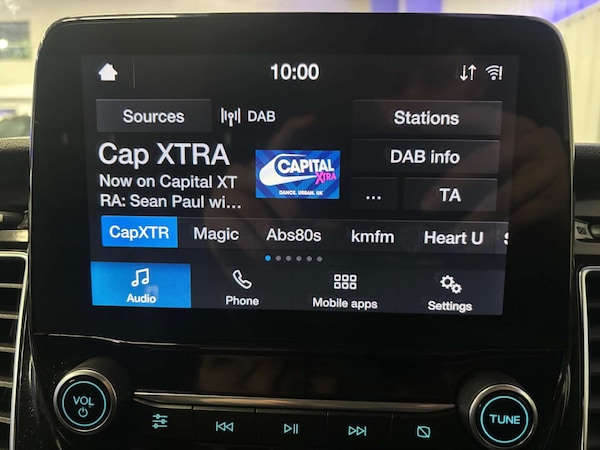 10:00
Sources
DAB
Stations
Cap XTRA
CAPITAL
XTRA
DANCE. URBAN. UK
DAB info
Now on Capital XT
RA: Sean Paul wi...
...
TA
CapXTR
Magic
Abs80s
kmfm
Heart U
Audio
Phone
Mobile apps
Settings
VOL
TUNE